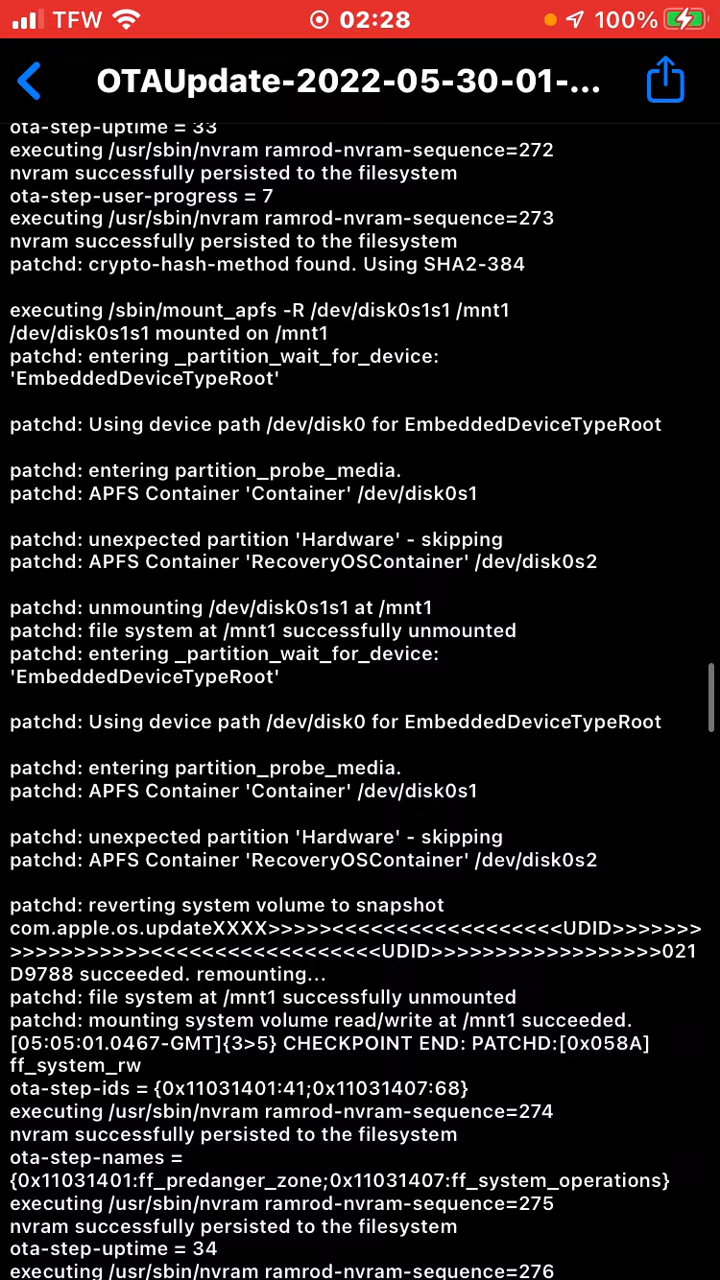 TFW 02:28 100%
OTAUpdate-2022-05-30-01-...
ota-step-uptime = 33
executing /usr/sbin/nvram ramrod-nvram-sequence=272
nvram successfully persisted to the filesystem
ota-step-user-progress = 7
executing /usr/sbin/nvram ramrod-nvram-sequence=273
nvram successfully persisted to the filesystem
patchd: crypto-hash-method found. Using SHA2-384
executing /sbin/mount_apfs -R /dev/disk0s1s1 /mnt1
/dev/disk0s1s1 mounted on /mnt1
patchd: entering _partition_wait_for_device:
'EmbeddedDeviceTypeRoot'
patchd: Using device path /dev/disk0 for EmbeddedDeviceTypeRoot
patchd: entering partition_probe_media.
patchd: APFS Container 'Container' /dev/disk0s1
patchd: unexpected partition 'Hardware' - skipping
patchd: APFS Container 'RecoveryOSContainer' /dev/disk0s2
patchd: unmounting /dev/disk0s1s1 at /mnt1
patchd: file system at /mnt1 successfully unmounted
patchd: entering _partition_wait_for_device:
'EmbeddedDeviceTypeRoot'
patchd: Using device path /dev/disk0 for EmbeddedDeviceTypeRoot
patchd: entering partition_probe_media.
patchd: APFS Container 'Container' /dev/disk0s1
patchd: unexpected partition 'Hardware' - skipping
patchd: APFS Container 'RecoveryOSContainer' /dev/disk0s2
patchd: reverting system volume to snapshot
com.apple.os.updateXXXX>>>>><<<<<<<<<<<<<<<<<<UDID>>>>>>>
>>>>>>>>>>>><<<<<<<<<<<<<<<<<<UDID>>>>>>>>>>>>>>>>>>021
D9788 succeeded. remounting...
patchd: file system at /mnt1 successfully unmounted
patchd: mounting system volume read/write at /mnt1 succeeded.
[05:05:01.0467-GMT]{3>5} CHECKPOINT END: PATCHD:[0x058A]
ff_system_rw
ota-step-ids = {0x11031401:41;0x11031407:68}
executing /usr/sbin/nvram ramrod-nvram-sequence=274
nvram successfully persisted to the filesystem
ota-step-names =
{0x11031401:ff_predanger_zone;0x11031407:ff_system_operations}
executing /usr/sbin/nvram ramrod-nvram-sequence=275
nvram successfully persisted to the filesystem
ota-step-uptime = 34
executing /usr/sbin/nvram ramrod-nvram-sequence=276